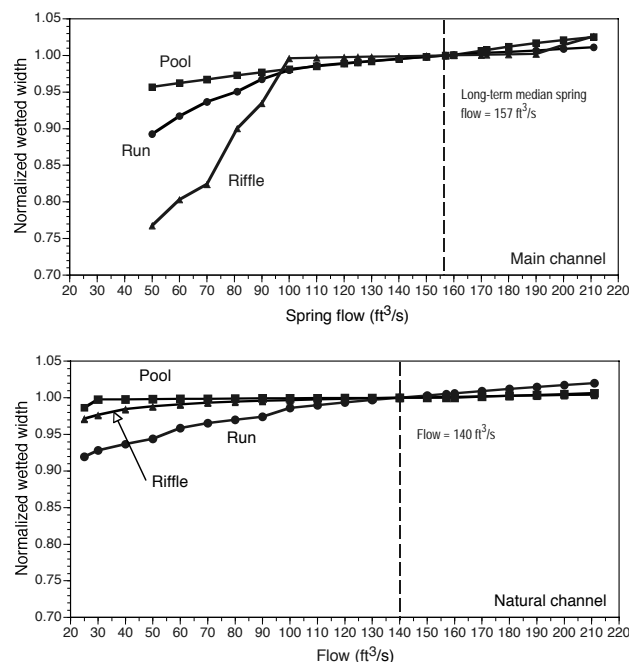 Normalized wetted width
1.05
1.00
0.95
0.90
0.85
0.80
0.75
0.70
Pool
Run
Riffle
Long-term median spring
flow = 157 ft³/s
Main channel
20 30 40 50 60 70 80 90 100 110 120 130 140 150 160 170 180 190 200 210 220
Spring flow (ft³/s)
Normalized wetted width
1.05
1.00
0.95
0.90
0.85
0.80
0.75
0.70
Pool
Run
Riffle
Flow = 140 ft³/s
Natural channel
20 30 40 50 60 70 80 90 100 110 120 130 140 150 160 170 180 190 200 210 220
Flow (ft³/s)